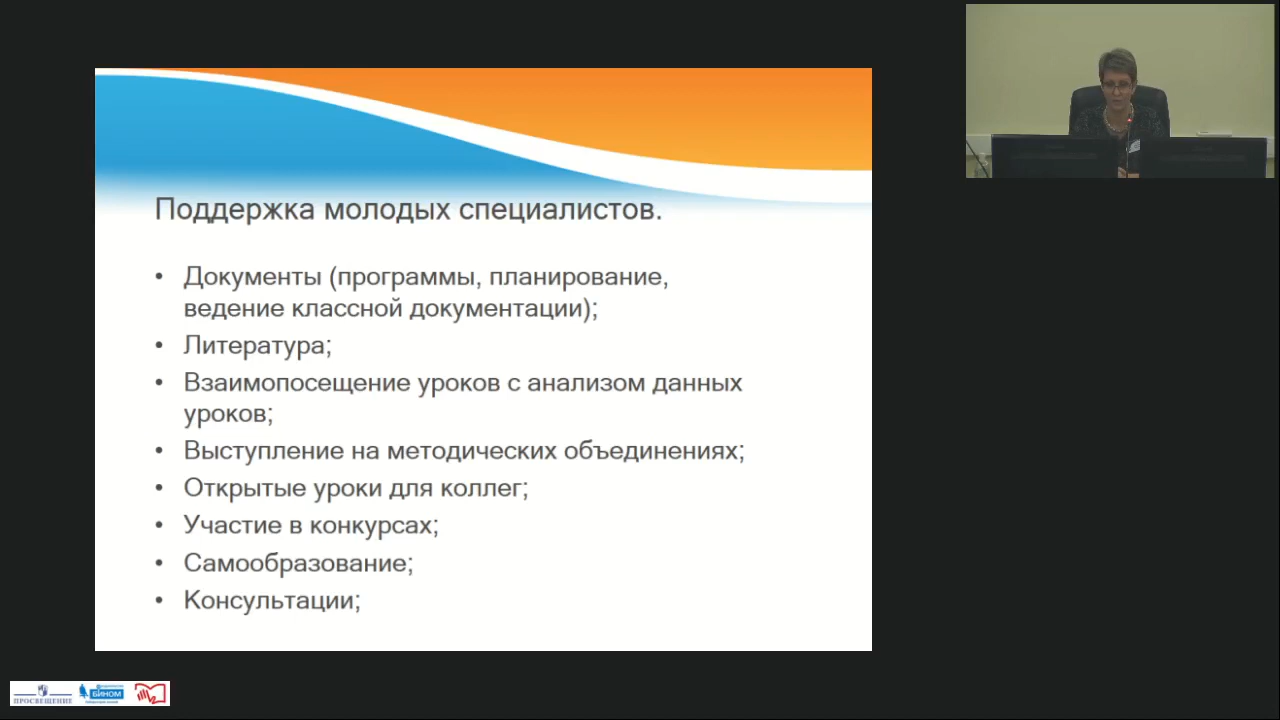 Поддержка молодых специалистов.
• Документы (программы, планирование,
ведение классной документации);
• Литература;
• Взаимопосещение уроков с анализом данных
уроков;
• Выступление на методических объединениях;
• Открытые уроки для коллег;
• Участие в конкурсах;
• Самообразование;
• Консультации;
ПРОСВЕЩЕНИЕ
БИНОМ